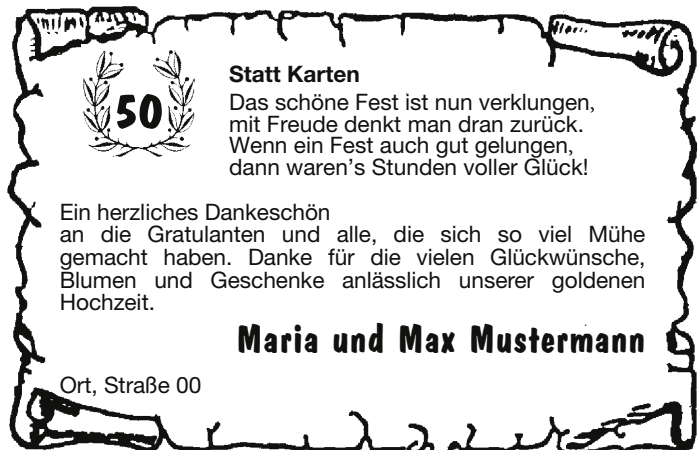 50
Statt Karten
Das schöne Fest ist nun verklungen,
mit Freude denkt man dran zurück.
Wenn ein Fest auch gut gelungen,
dann waren's Stunden voller Glück!
Ein herzliches Dankeschön
an die Gratulanten und alle, die sich so viel Mühe
gemacht haben. Danke für die vielen Glückwünsche,
Blumen und Geschenke anlässlich unserer goldenen
Hochzeit.
Maria und Max Mustermann
Ort, Straße 00